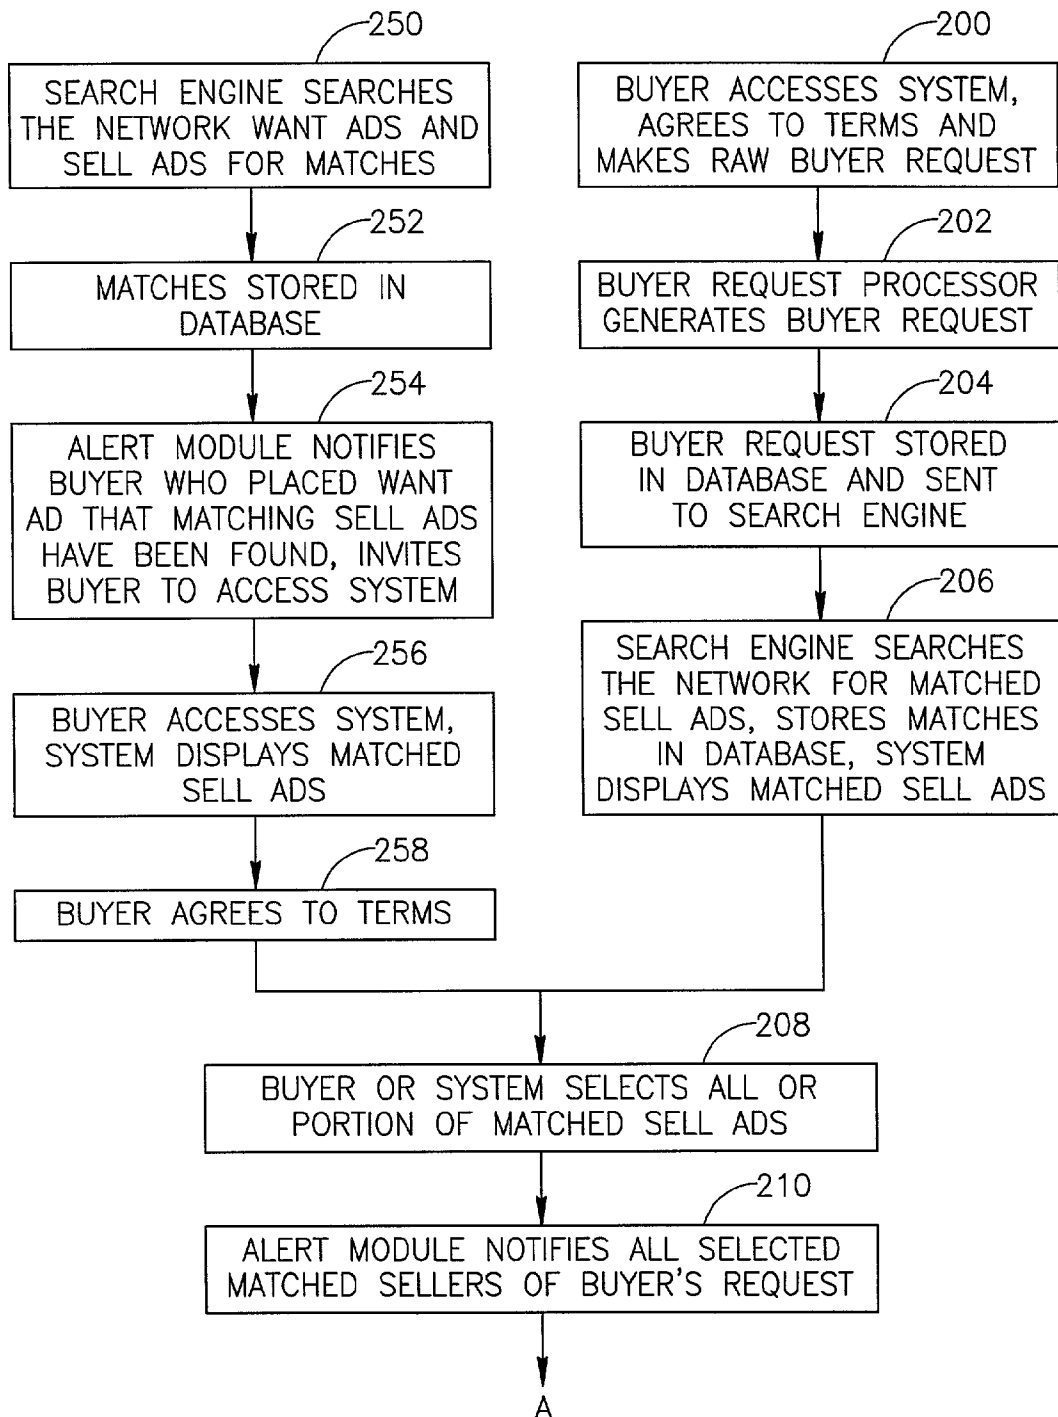 250
SEARCH ENGINE SEARCHES
THE NETWORK WANT ADS AND
SELL ADS FOR MATCHES
252
MATCHES STORED IN
DATABASE
254
ALERT MODULE NOTIFIES
BUYER WHO PLACED WANT
AD THAT MATCHING SELL ADS
HAVE BEEN FOUND, INVITES
BUYER TO ACCESS SYSTEM
256
BUYER ACCESSES SYSTEM,
SYSTEM DISPLAYS MATCHED
SELL ADS
258
BUYER AGREES TO TERMS
200
BUYER ACCESSES SYSTEM,
AGREES TO TERMS AND
MAKES RAW BUYER REQUEST
202
BUYER REQUEST PROCESSOR
GENERATES BUYER REQUEST
204
BUYER REQUEST STORED
IN DATABASE AND SENT
TO SEARCH ENGINE
206
SEARCH ENGINE SEARCHES
THE NETWORK FOR MATCHED
SELL ADS, STORES MATCHES
IN DATABASE, SYSTEM
DISPLAYS MATCHED SELL ADS
208
BUYER OR SYSTEM SELECTS ALL OR
PORTION OF MATCHED SELL ADS
210
ALERT MODULE NOTIFIES ALL SELECTED
MATCHED SELLERS OF BUYER'S REQUEST
A